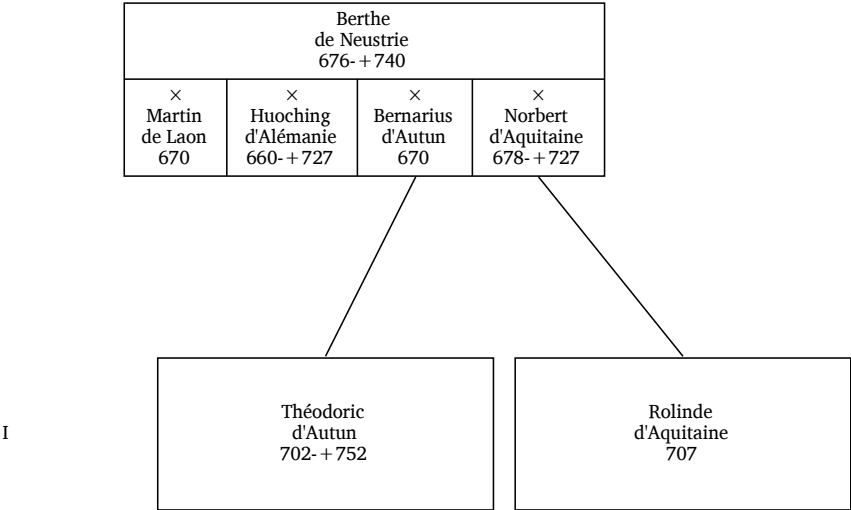 Berthe
de Neustrie
676-+740
×
Martin
de Laon
670
×
Huoching
d'Alémanie
660-+727
×
Bernarius
d'Autun
670
×
Norbert
d'Aquitaine
678-+727
I
Théodoric
d'Autun
702-+752
Rolinde
d'Aquitaine
707